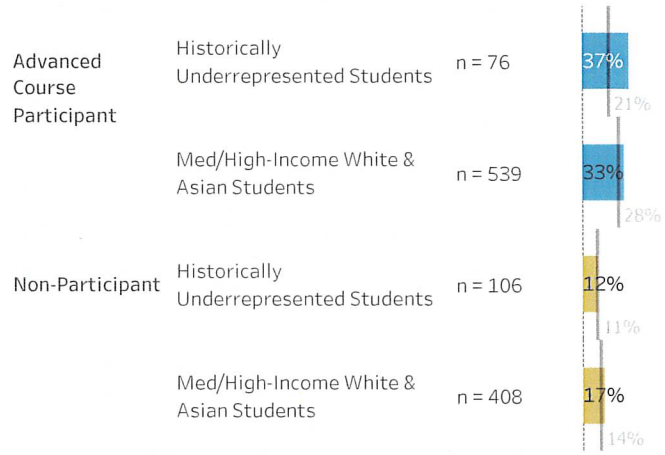 Advanced
Course
Participant
Historically
Underrepresented Students
n = 76
37%
21%
Med/High-Income White &
Asian Students
n = 539
33%
28%
Non-Participant
Historically
Underrepresented Students
n = 106
12%
11%
Med/High-Income White &
Asian Students
n = 408
17%
14%